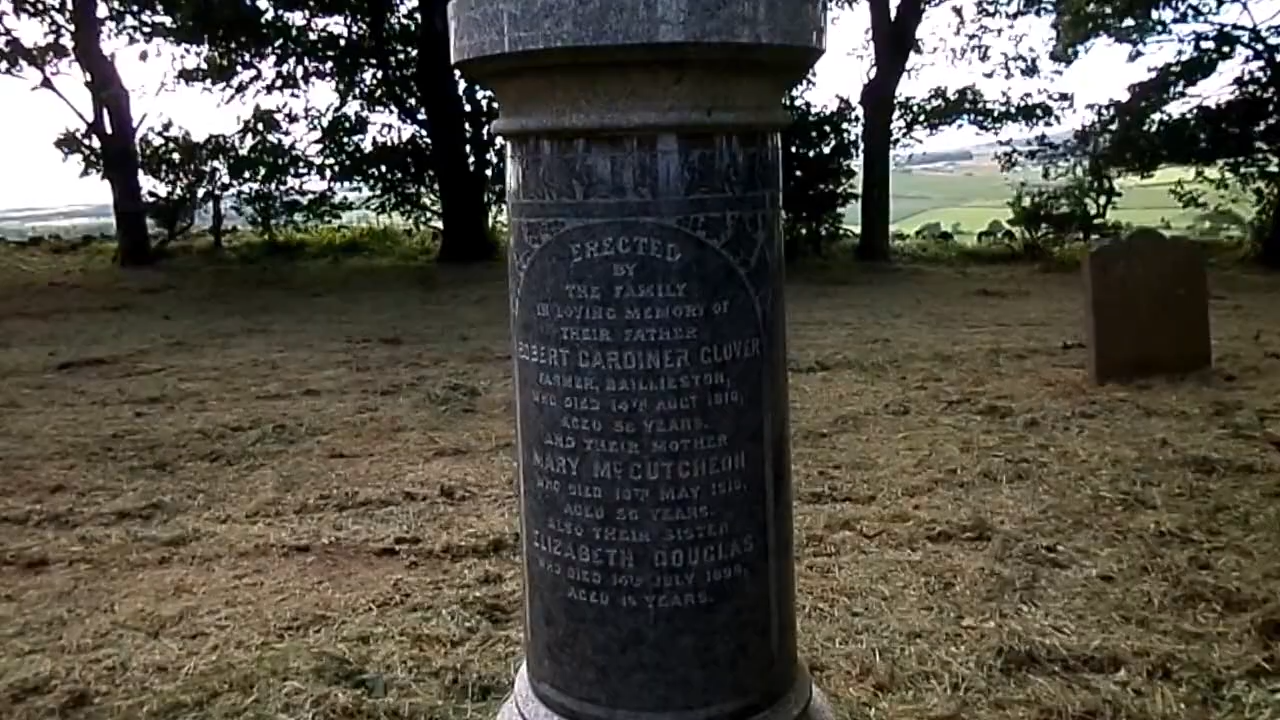 ERECTED
BY
THE FAMILY
IN LOVING MEMORY OF
THEIR FATHER
ROBERT GARDINER GLOVER
FARMER, BAILLIESTON,
WHO DIED 14TH AUGT
AGED 56 YEARS.
AND THEIR MOTHER
MARY McCUTCHEON
WHO DIED MAY
AGED YEARS.
ALSO THEIR SISTER
ELIZABETH DOUGLAS
WHO DIED JULY
AGED YEARS.